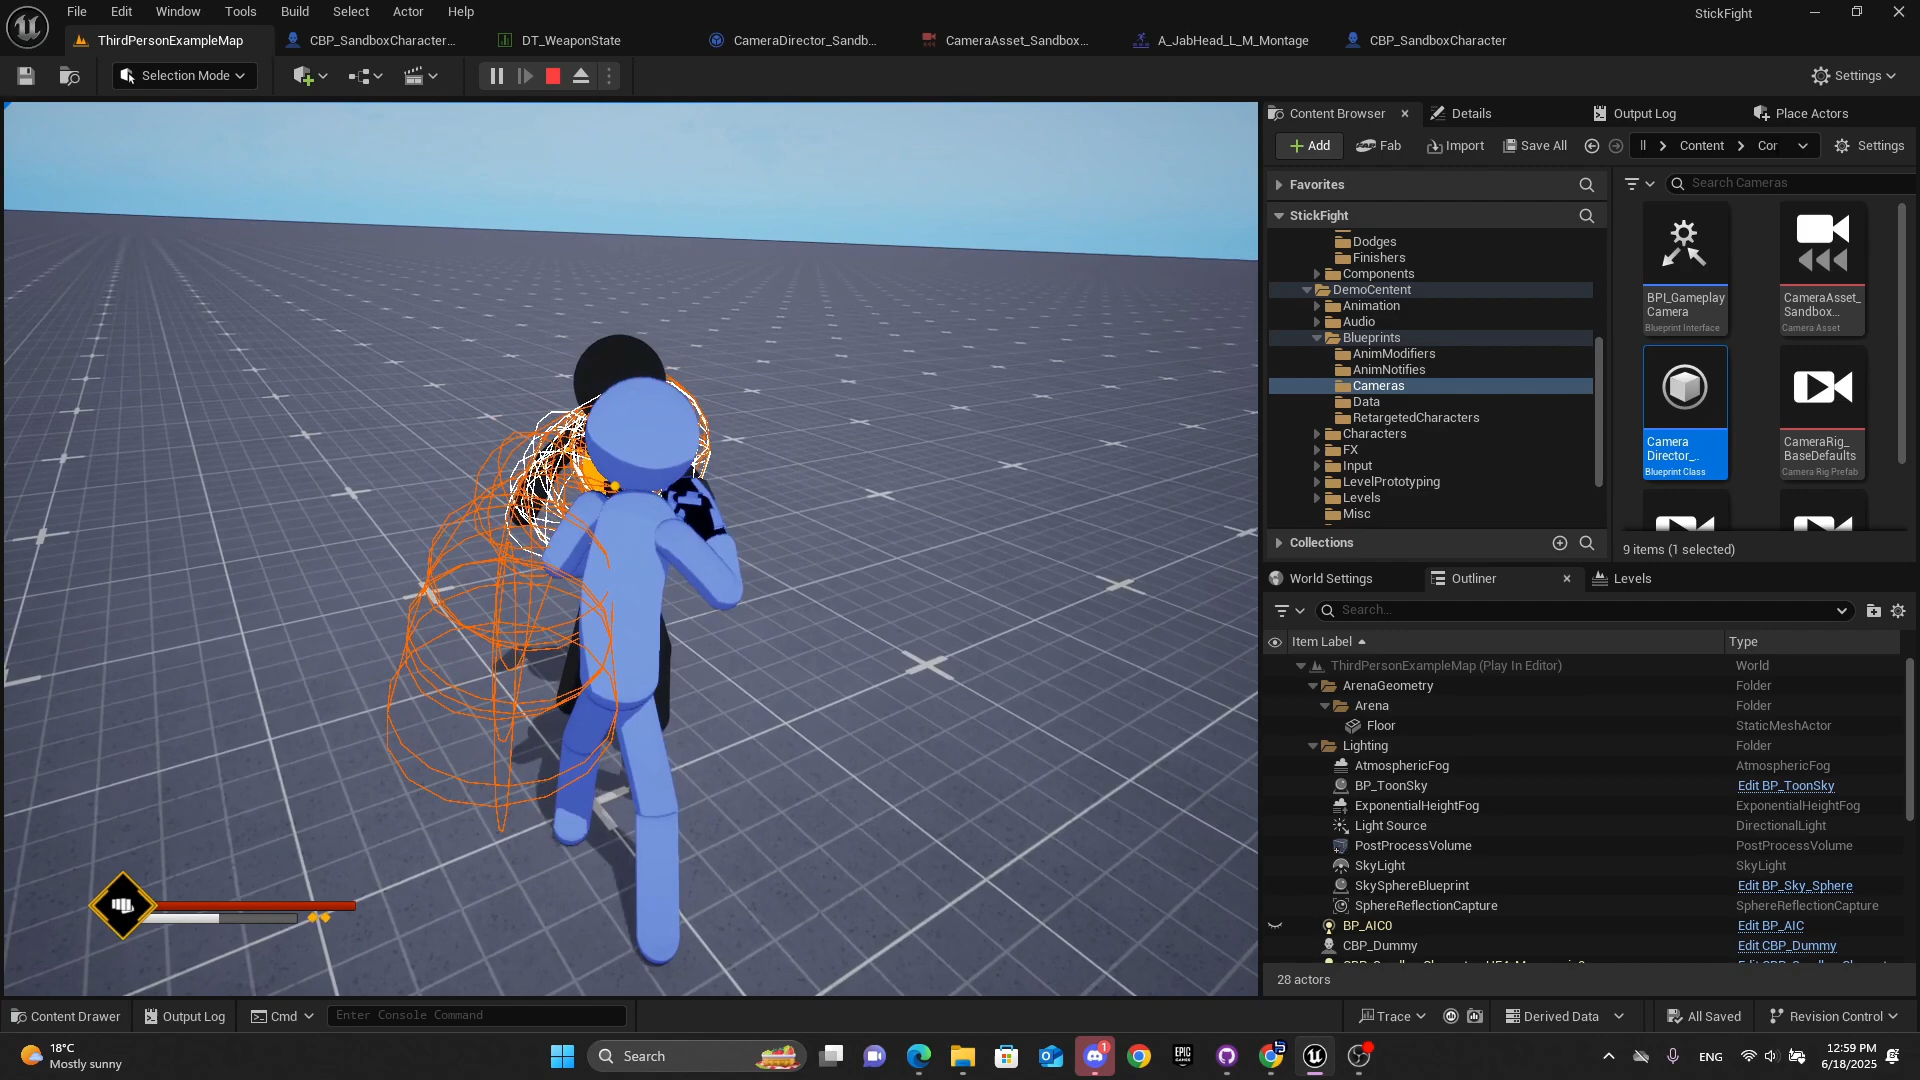 File Edit Window Tools Build Select Actor Help
StickFight
ThirdPersonExampleMap
CBP_SandboxCharacter...
DT_WeaponState
CameraDirector_Sandb...
CameraAsset_Sandbox...
A_JabHead_L_M_Montage
CBP_SandboxCharacter
Selection Mode
Settings
Content Browser
Details
Output Log
Place Actors
Add
Fab
Import
Save All
Content
Cor
Settings
Favorites
StickFight
Search Cameras
Dodges
Finishers
Components
DemoCentent
Animation
Audio
Blueprints
AnimModifiers
AnimNotifies
Cameras
Data
RetargetedCharacters
Characters
FX
Input
LevelPrototyping
Levels
Misc
Collections
BPI_Gameplay
Camera
Blueprint Interface
CameraAsset_
Sandbox...
Camera Asset
Camera
Director_..
Blueprint Class
CameraRig_
BaseDefaults
Camera Rig Prefab
9 items (1 selected)
World Settings
Outliner
Levels
Search...
Item Label
Type
ThirdPersonExampleMap (Play In Editor) World
ArenaGeometry Folder
Arena Folder
Floor StaticMeshActor
Lighting Folder
AtmosphericFog AtmosphericFog
BP_ToonSky Edit BP_ToonSky
ExponentialHeightFog ExponentialHeightFog
Light Source DirectionalLight
PostProcessVolume PostProcessVolume
SkyLight SkyLight
SkySphereBlueprint Edit BP_Sky_Sphere
SphereReflectionCapture SphereReflectionCapture
BP_AIC0 Edit BP_AIC
CBP_Dummy Edit CBP_Dummy
28 actors
Content Drawer
Output Log
Cmd
Enter Console Command
Trace
Derived Data
All Saved
Revision Control
18°C
Mostly sunny
Search
1
EPIC
GAMES
ENG
12:59 PM
6/18/2025